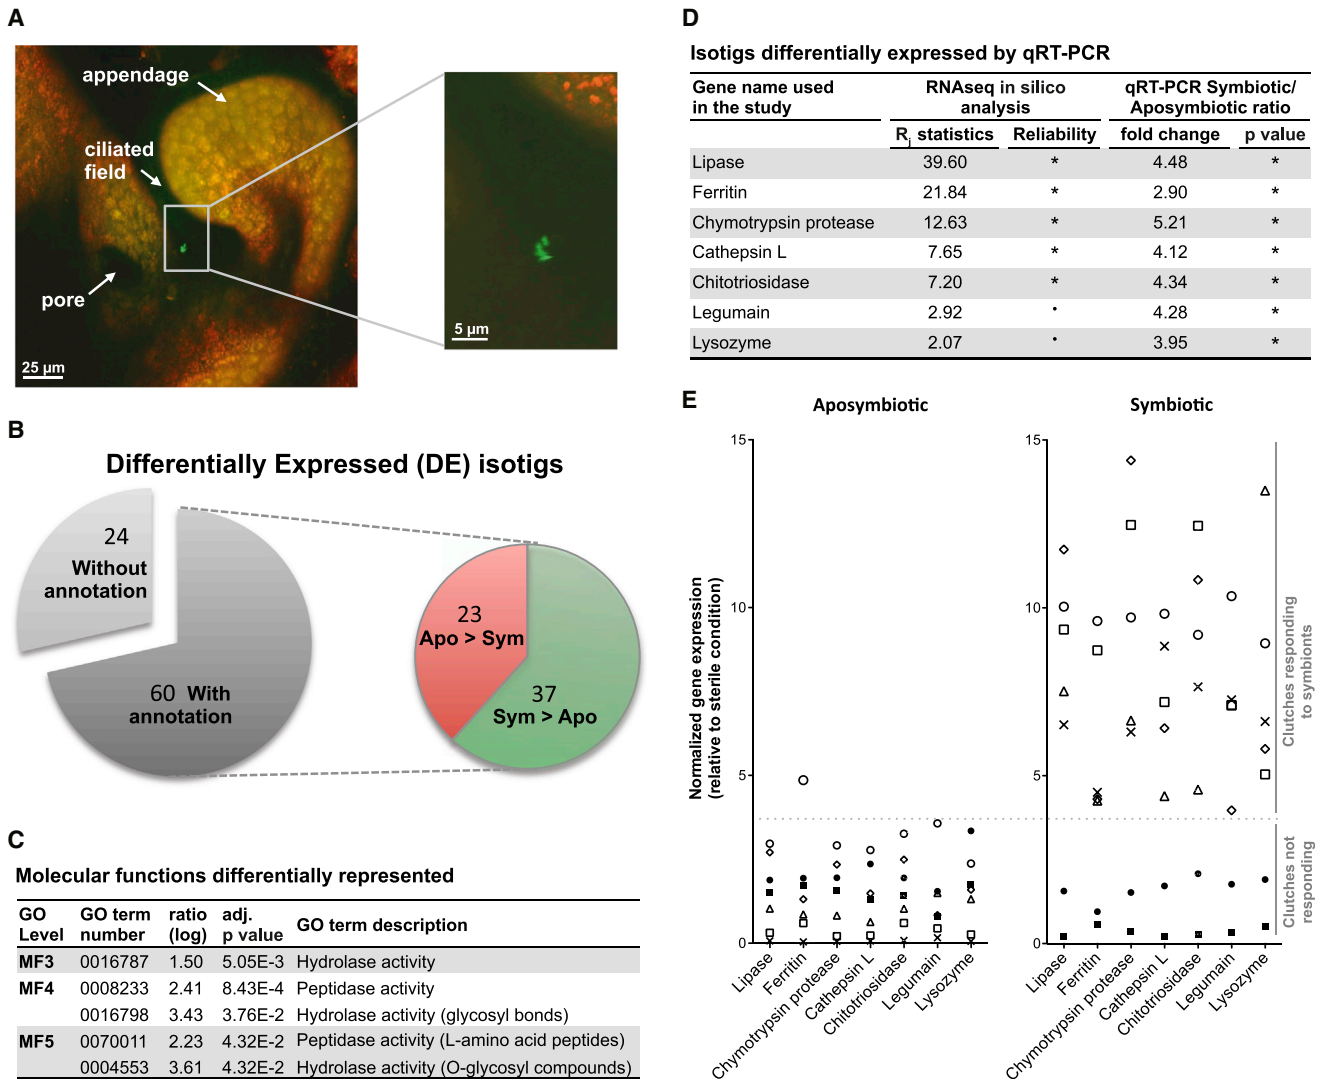 A
appendage
ciliated
field
pore
25 µm
5 µm
B
Differentially Expressed (DE) isotigs
24
Without
annotation
60 With
annotation
23
Apo > Sym
37
Sym > Apo
C
Molecular functions differentially represented
GO Level GO term number ratio (log) adj. p value GO term description
MF3 0016787 1.50 5.05E-3 Hydrolase activity
MF4 0008233 2.41 8.43E-4 Peptidase activity
0016798 3.43 3.76E-2 Hydrolase activity (glycosyl bonds)
MF5 0070011 2.23 4.32E-2 Peptidase activity (L-amino acid peptides)
0004553 3.61 4.32E-2 Hydrolase activity (O-glycosyl compounds)
D
Isotigs differentially expressed by qRT-PCR
Gene name used in the study RNAseq in silico analysis qRT-PCR Symbiotic/ Aposymbiotic ratio
Rj statistics Reliability fold change p value
Lipase 39.60 * 4.48 *
Ferritin 21.84 * 2.90 *
Chymotrypsin protease 12.63 * 5.21 *
Cathepsin L 7.65 * 4.12 *
Chitotriosidase 7.20 * 4.34 *
Legumain 2.92 • 4.28 *
Lysozyme 2.07 • 3.95 *
E
Aposymbiotic
Symbiotic
Normalized gene expression
(relative to sterile condition)
15
10
5
0
Lipase
Ferritin
Chymotrypsin protease
Cathepsin L
Chitotriosidase
Legumain
Lysozyme
15
10
5
0
Lipase
Ferritin
Chymotrypsin protease
Cathepsin L
Chitotriosidase
Legumain
Lysozyme
Clutches responding
to symbionts
Clutches not
responding